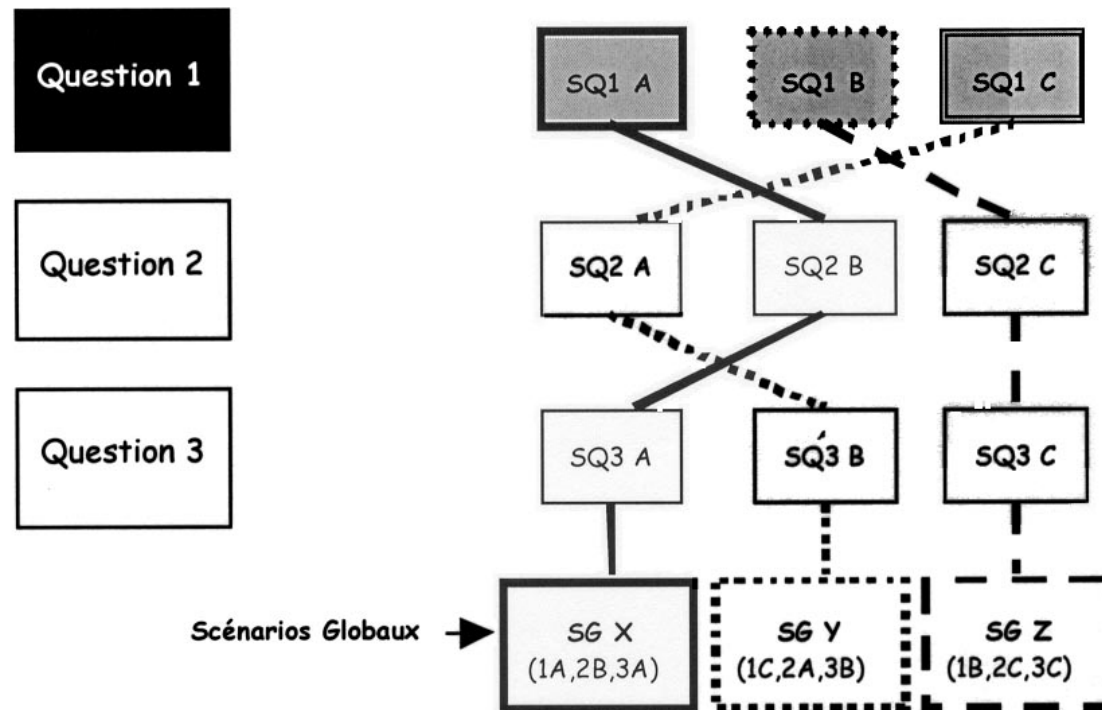 Question 1
SQ1 A
SQ1 B
SQ1 C
Question 2
SQ2 A
SQ2 B
SQ2 C
Question 3
SQ3 A
SQ3 B
SQ3 C
Scénarios Globaux
SG X
(1A,2B,3A)
SG Y
(1C,2A,3B)
SG Z
(1B,2C,3C)